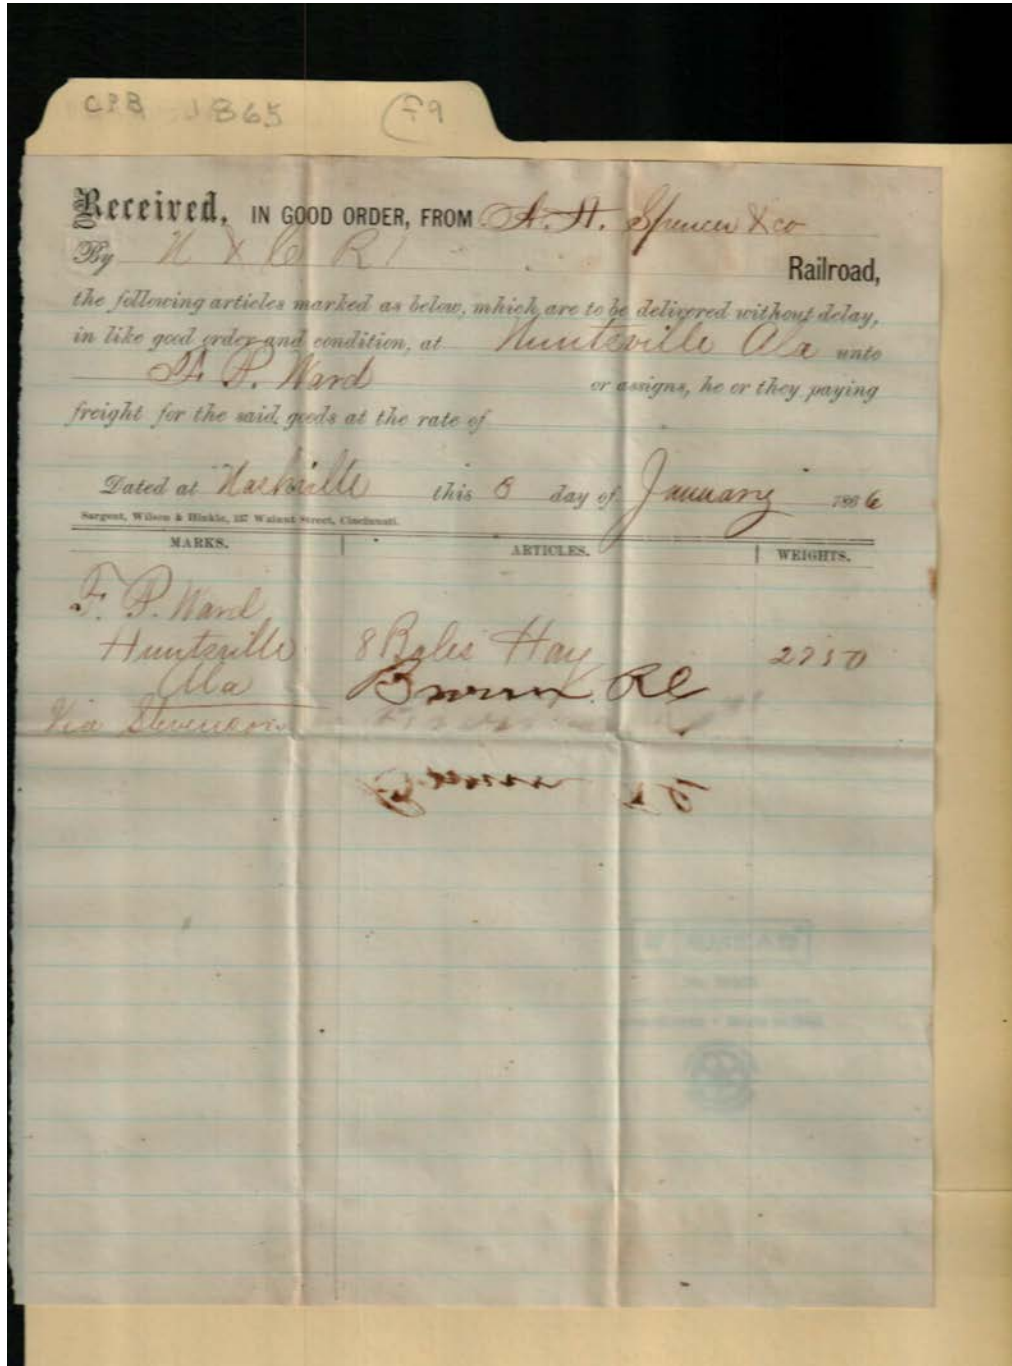 CPB 1865 F9
Received, IN GOOD ORDER, FROM A. A. Spencer & co
By N & C R
Railroad,
the following articles marked as below, which are to be delivered without delay,
in like good order and condition, at Huntsville Ala unto
F. P. Ward or assigns, he or they paying
freight for the said goods at the rate of
Dated at Nashville this 8 day of January 1866
Sargent, Wilson & Hinkle, 137 Walnut Street, Cincinnati.
MARKS. ARTICLES. WEIGHTS.
F. P. Ward
Huntsville 8 Bales Hay 2750
Ala Brown
Via Stevenson